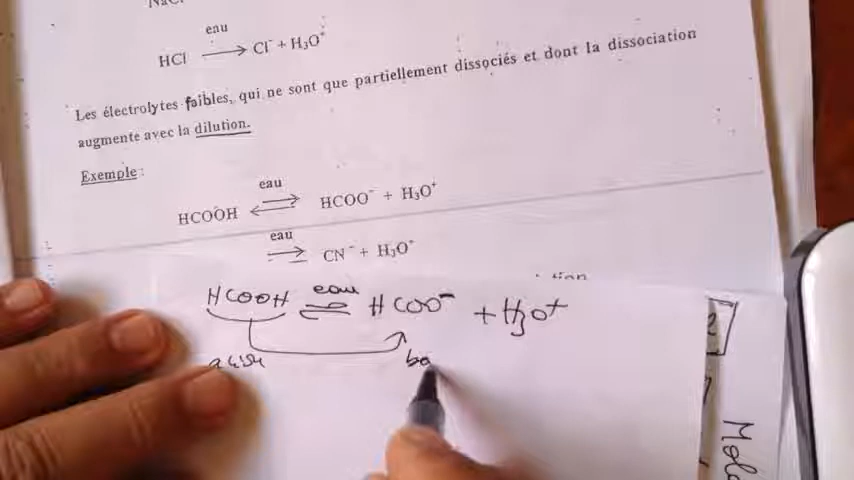 eau
HCl ⟶ Cl⁻ + H₃O⁺
Les électrolytes faibles, qui ne sont que partiellement dissociés et dont la dissociation
augmente avec la dilution.
Exemple :
eau
HCOOH ⇌ HCOO⁻ + H₃O⁺
eau
CN⁻ + H₃O⁺
HCOOH ⇌ eau HCOO⁻ + H₃O⁺
ba